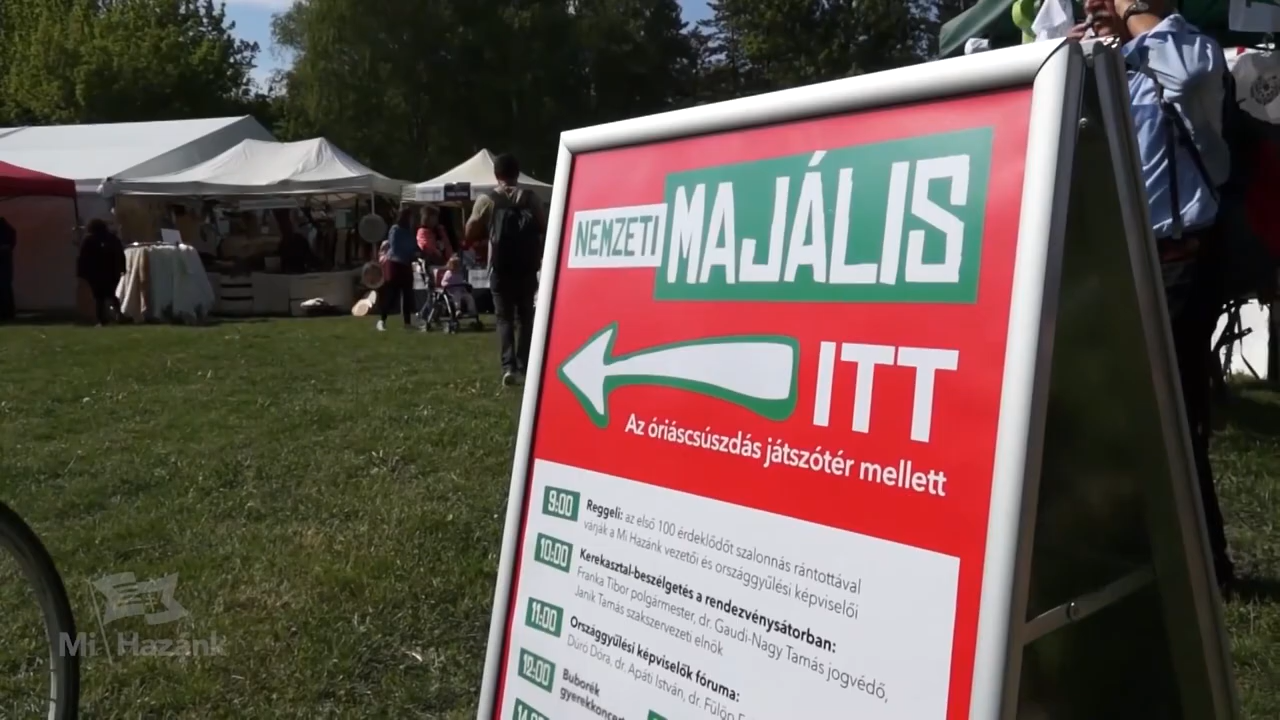 NEMZETI MAJÁLIS
ITT
Az óriáscsúszdás játszótér mellett
9:00 Reggeli: az első 100 érdeklődőt szalonnás rántottával
várják a Mi Hazánk vezetői és országgyűlési képviselői
10:00 Kerekasztal-beszélgetés a rendezvénysátorban:
Franka Tibor polgármester, dr. Gaudi-Nagy Tamás jogvédő,
Janik Tamás szakszervezeti elnök
11:00 Országgyűlési képviselők fóruma:
Dúró Dóra, dr. Apáti István, dr. Fülöp
12:00 Buborék
gyerekkoncert
Mi Hazánk